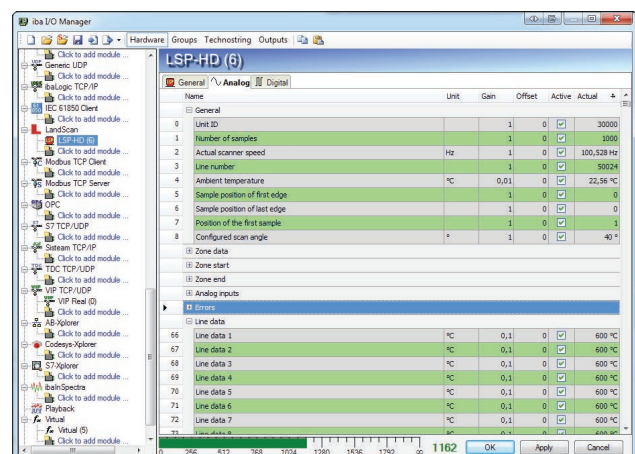 iba I/O Manager
Hardware Groups Technostring Outputs
Click to add module ...
Generic UDP
Click to add module ...
ibaLogic TCP/IP
Click to add module ...
IEC 61850 Client
Click to add module ...
LandScan
LSP-HD (6)
Click to add module ...
Modbus TCP Client
Click to add module ...
Modbus TCP Server
Click to add module ...
OPC
Click to add module ...
S7 TCP/UDP
Click to add module ...
Sisteam TCP/IP
Click to add module ...
TDC TCP/UDP
Click to add module ...
VIP TCP/UDP
VIP Real (0)
Click to add module ...
AB-Xplorer
Click to add module ...
Codesys-Xplorer
Click to add module ...
S7-Xplorer
Click to add module ...
ibaInSpectra
Click to add module ...
Playback
Virtual
Virtual (5)
Click to add module ...
LSP-HD (6)
General Analog Digital
Name Unit Gain Offset Active Actual
General
0 Unit ID 1 0 30000
1 Number of samples 1 0 1000
2 Actual scanner speed Hz 1 0 100,528 Hz
3 Line number 1 0 50024
4 Ambient temperature °C 0,01 0 22,56 °C
5 Sample position of first edge 1 0 0
6 Sample position of last edge 1 0 0
7 Position of the first sample 1 0 1
8 Configured scan angle ° 1 0 40 °
Zone data
Zone start
Zone end
Analog inputs
Errors
Line data
66 Line data 1 °C 0,1 0 600 °C
67 Line data 2 °C 0,1 0 600 °C
68 Line data 3 °C 0,1 0 600 °C
69 Line data 4 °C 0,1 0 600 °C
70 Line data 5 °C 0,1 0 600 °C
71 Line data 6 °C 0,1 0 600 °C
72 Line data 7 °C 0,1 0 600 °C
73 Line data 8 °C 0,1 0 600 °C
0 256 512 768 1024 1280 1536 1792 1162 OK Apply Cancel